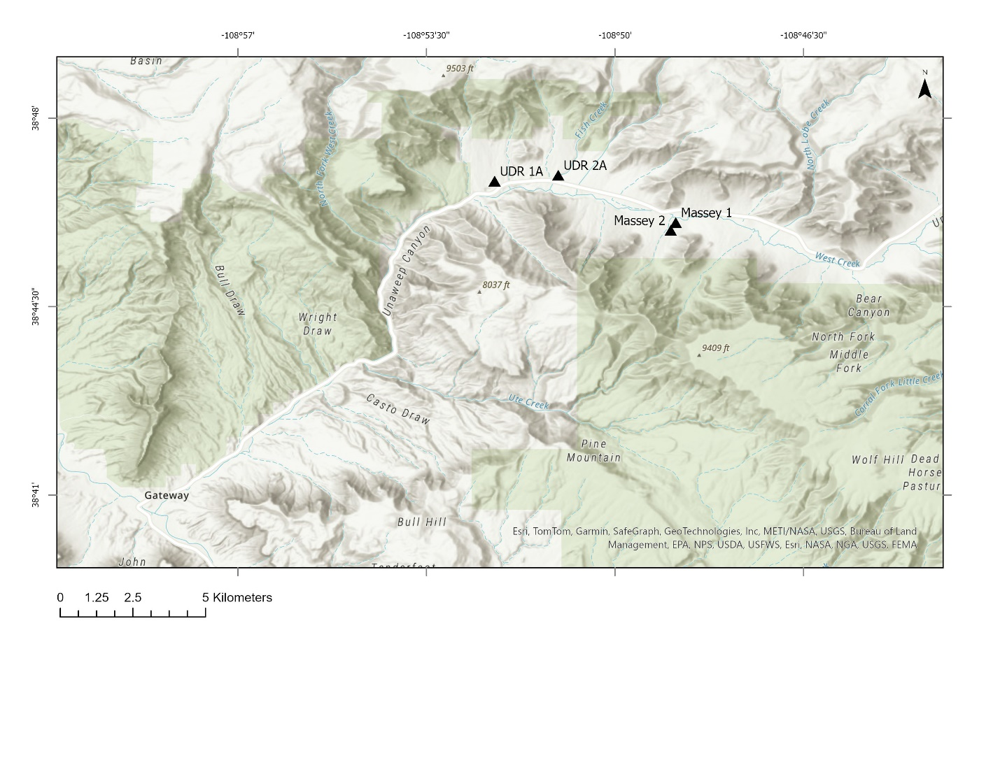 -108°57'
-108°53'30"
-108°50'
-108°46'30"
Basin
9503 ft
N
38°48'
North Fork West Creek
Fish Creek
North Lobe Creek
UDR 1A
UDR 2A
Massey 1
Massey 2
Unaweep Canyon
West Creek
Bull Draw
8037 ft
38°44'30"
Wright
Draw
Bear
Canyon
North Fork
Middle
Fork
9409 ft
Corral Fork Little Creek
Ute Creek
Casto Draw
Pine
Mountain
Wolf Hill
Dead
Horse
Pastur
38°41'
Gateway
Bull Hill
Esri, TomTom, Garmin, SafeGraph, GeoTechnologies, Inc, METI/NASA, USGS, Bureau of Land
Management, EPA, NPS, USDA, USFWS, Esri, NASA, NGA, USGS. FEMA
John
0 1.25 2.5 5 Kilometers